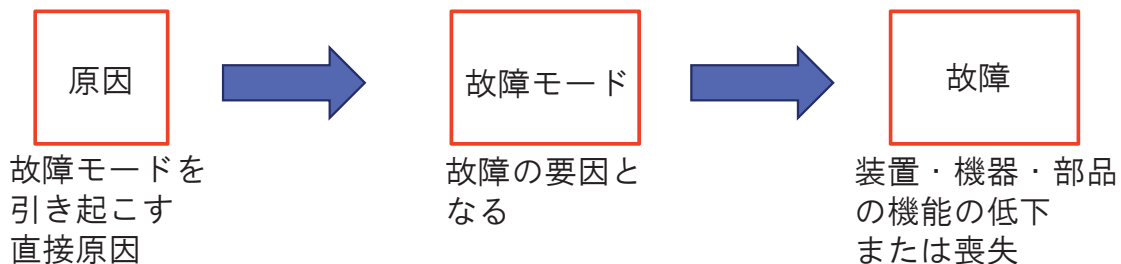 原因
故障モード
故障
故障モードを
引き起こす
直接原因
故障の要因と
なる
装置・機器・部品
の機能の低下
または喪失